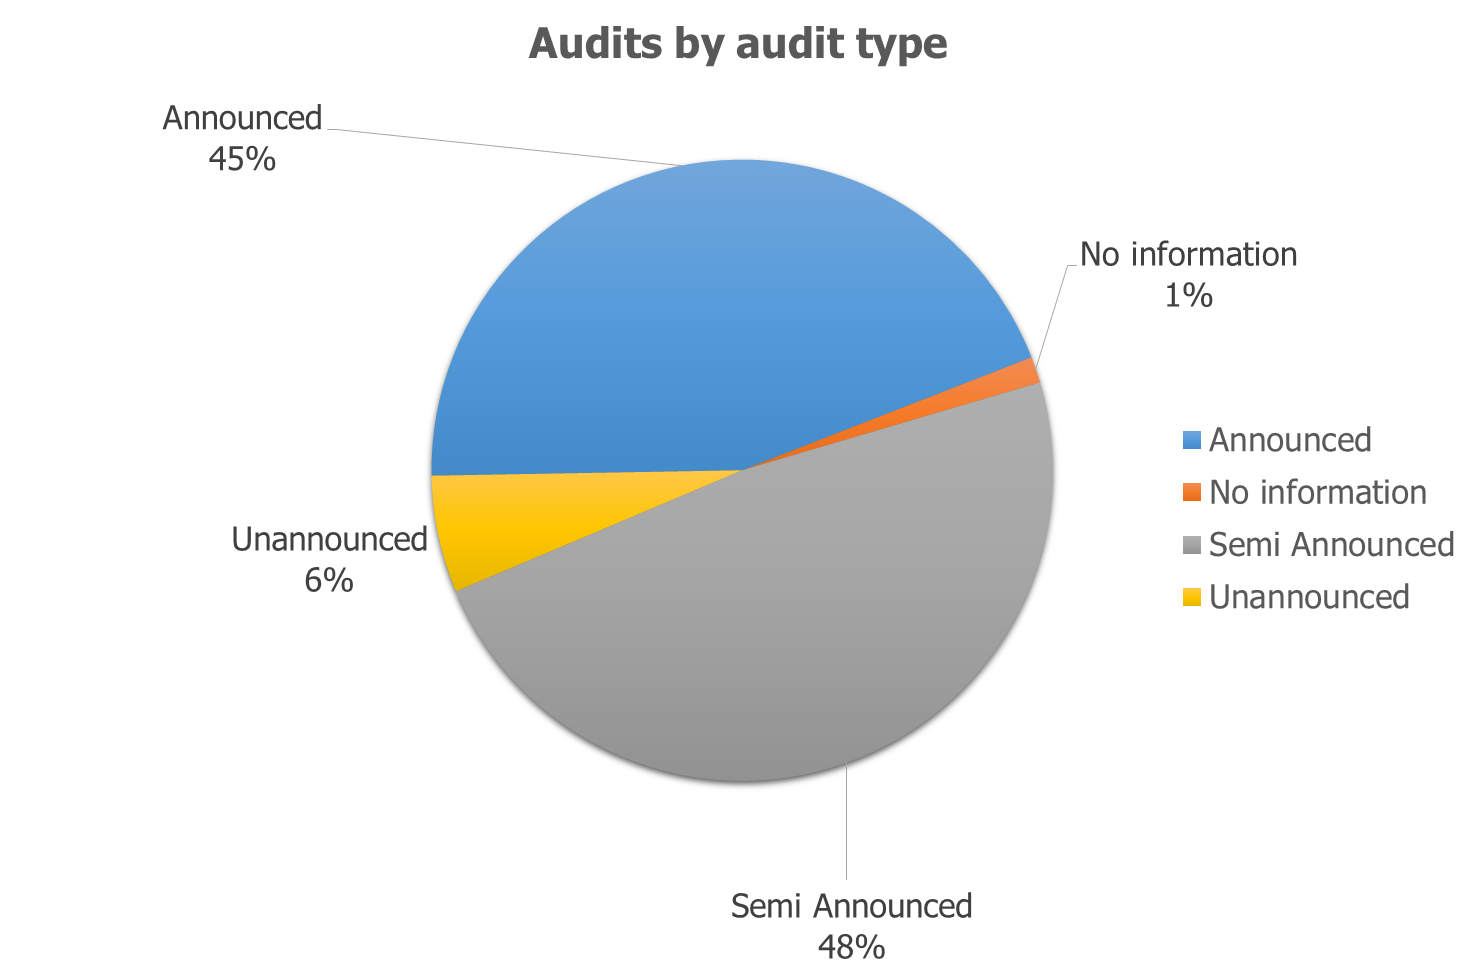 Audits by audit type
Announced
45%
No information
1%
Unannounced
6%
Semi Announced
48%
Announced
No information
Semi Announced
Unannounced